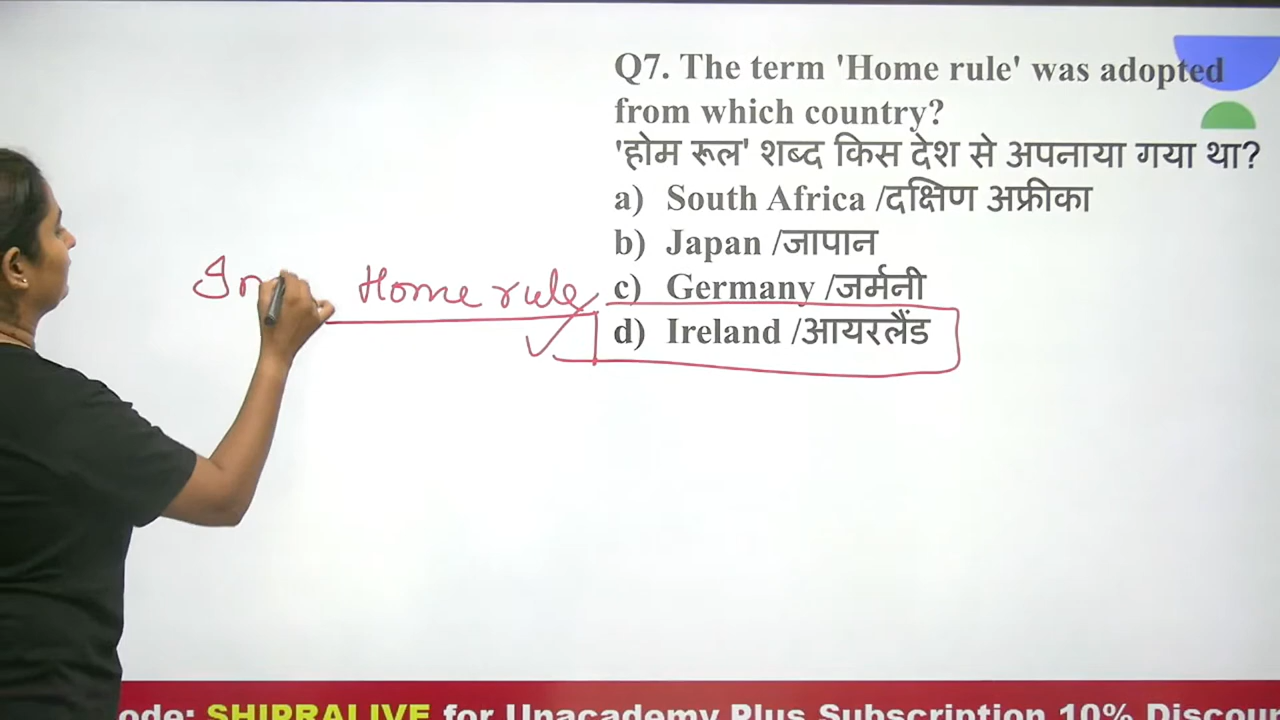 Q7. The term 'Home rule' was adopted
from which country?
'होम रूल' शब्द किस देश से अपनाया गया था?
a) South Africa /दक्षिण अफ्रीका
b) Japan /जापान
c) Germany /जर्मनी
Home rule
d) Ireland /आयरलैंड
ode: SHIPRALIVE for Unacademy Plus Subscription 10% Discou